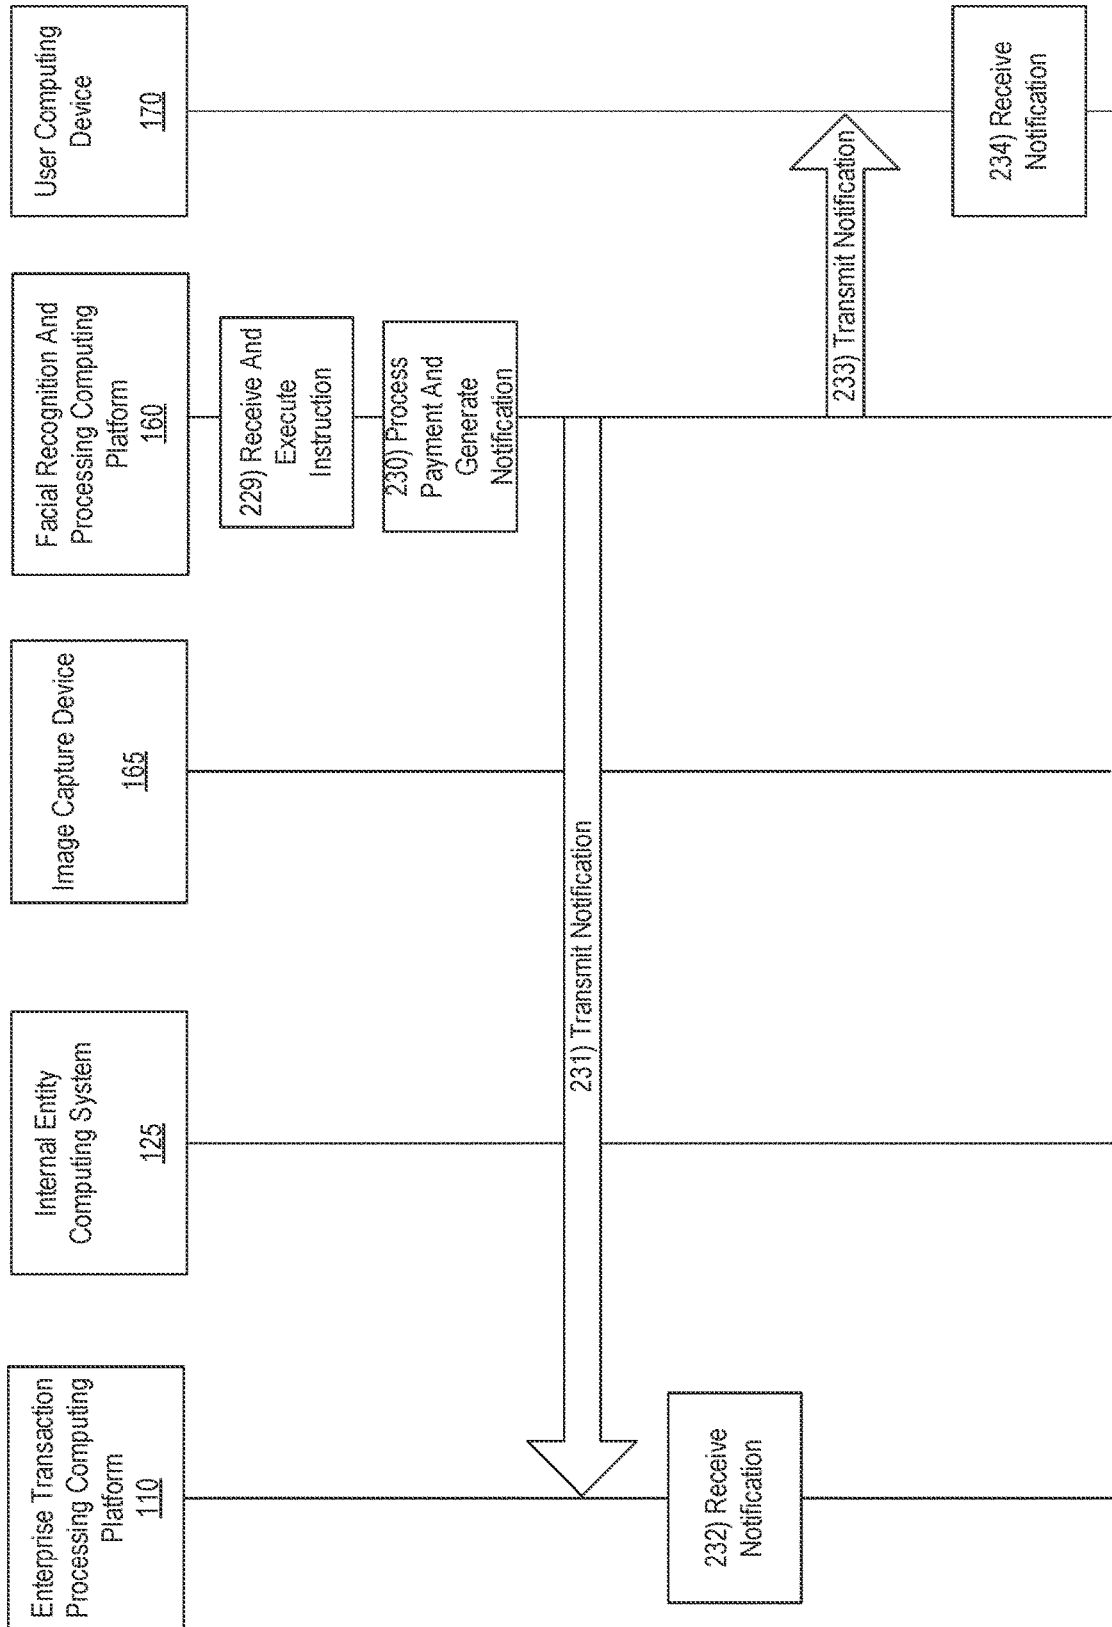 Enterprise Transaction
Processing Computing
Platform
110
Internal Entity
Computing System
125
Image Capture Device
165
Facial Recognition And
Processing Computing
Platform
160
User Computing
Device
170
229) Receive And
Execute
Instruction
230) Process
Payment And
Generate
Notification
231) Transmit Notification
232) Receive
Notification
233) Transmit Notification
234) Receive
Notification